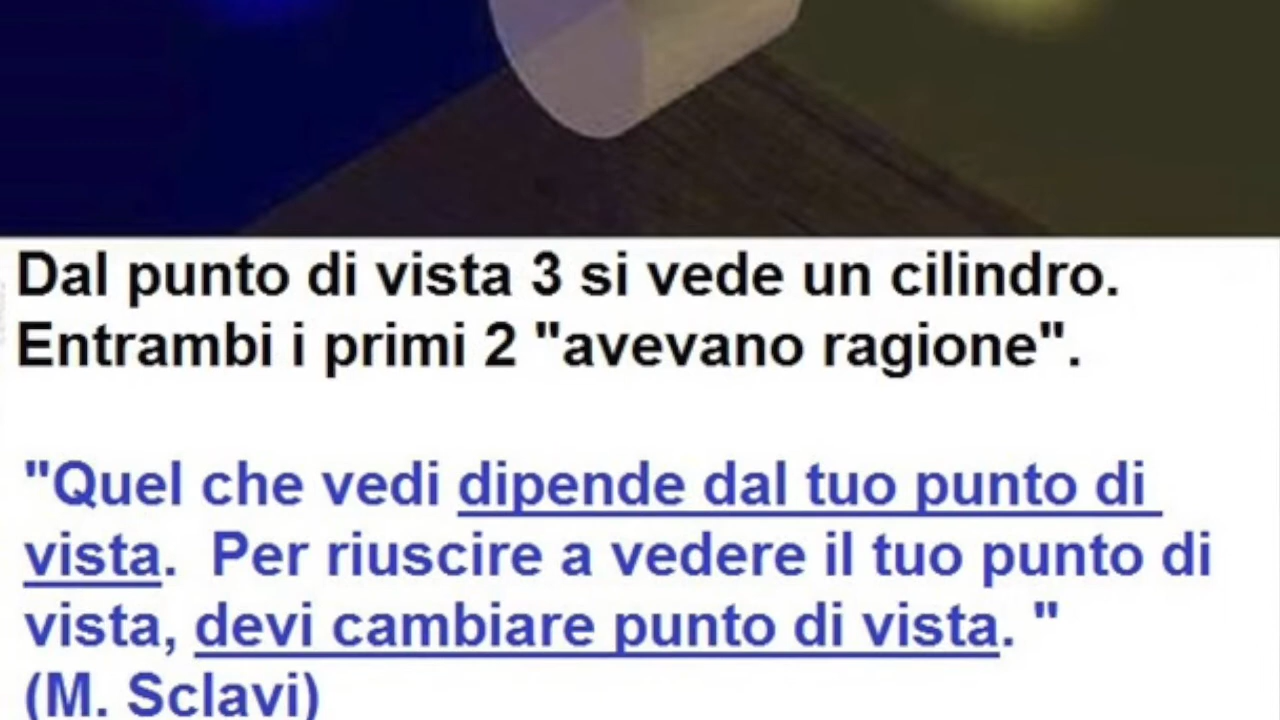 Dal punto di vista 3 si vede un cilindro.
Entrambi i primi 2 "avevano ragione".
"Quel che vedi dipende dal tuo punto di
vista.  Per riuscire a vedere il tuo punto di
vista, devi cambiare punto di vista. "
(M. Sclavi)